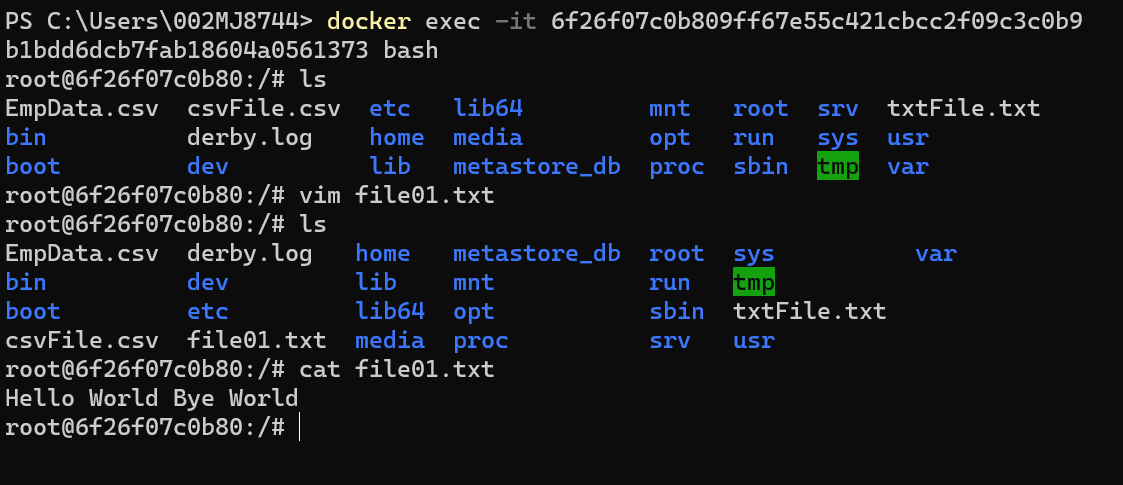 PS C:\Users\002MJ8744> docker exec -it 6f26f07c0b809ff67e55c421cbcc2f09c3c0b9
b1bdd6dcb7fab18604a0561373 bash
root@6f26f07c0b80:/# ls
EmpData.csv  csvFile.csv  etc   lib64         mnt   root  srv  txtFile.txt
bin          derby.log    home  media         opt   run   sys  usr
boot         dev          lib   metastore_db  proc  sbin  tmp  var
root@6f26f07c0b80:/# vim file01.txt
root@6f26f07c0b80:/# ls
EmpData.csv  derby.log   home   metastore_db  root  sys          var
bin          dev         lib    mnt           run   tmp
boot         etc         lib64  opt           sbin  txtFile.txt
csvFile.csv  file01.txt  media  proc          srv   usr
root@6f26f07c0b80:/# cat file01.txt
Hello World Bye World
root@6f26f07c0b80:/#